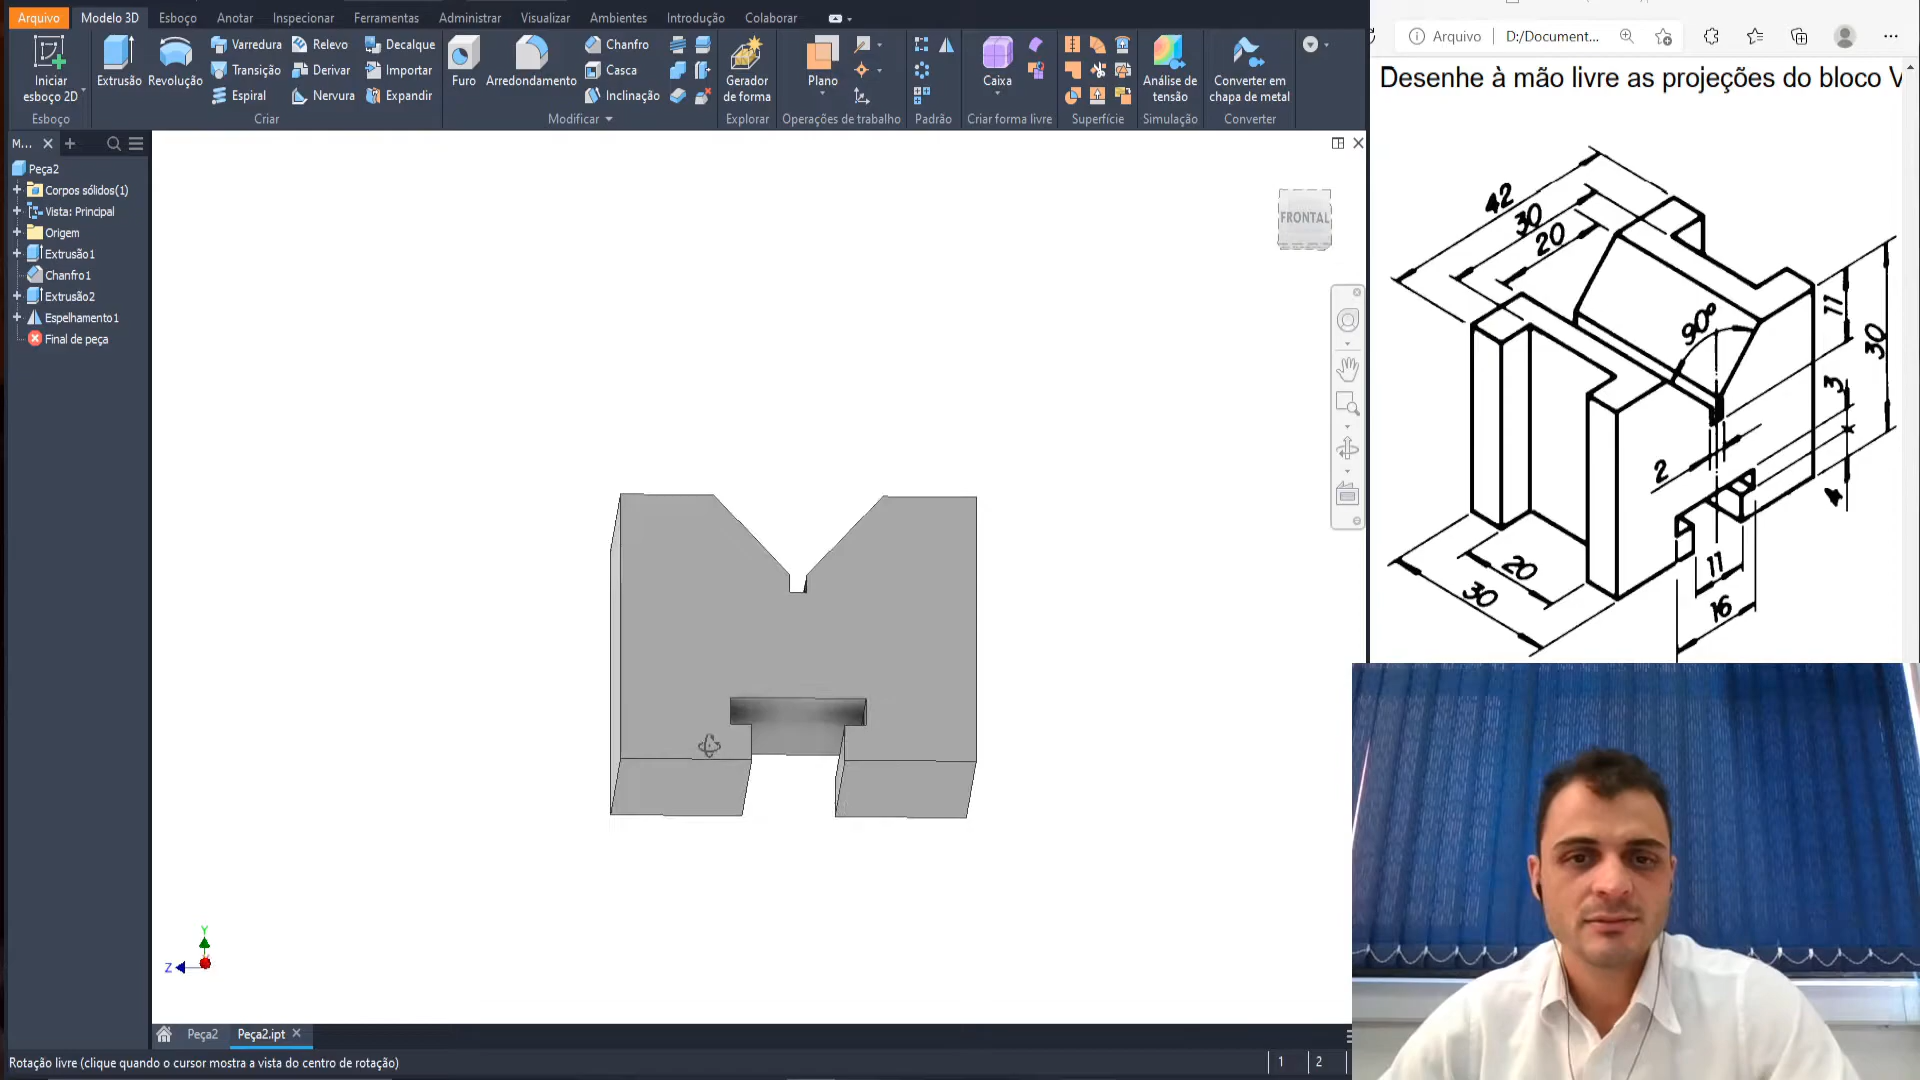 Arquivo Modelo 3D Esboço Anotar Inspecionar Ferramentas Administrar Visualizar Ambientes Introdução Colaborar
Iniciar
esboço 2D
Esboço
Extrusão
Revolução
Varredura
Transição
Espiral
Relevo
Derivar
Nervura
Decalque
Importar
Expandir
Criar
Furo
Arredondamento
Chanfro
Casca
Inclinação
Modificar
Gerador
de forma
Explorar
Plano
Operações de trabalho
Padrão
Caixa
Criar forma livre
Superfície
Análise de
tensão
Simulação
Converter em
chapa de metal
Converter
M...
Peça2
Corpos sólidos(1)
Vista: Principal
Origem
Extrusão1
Chanfro1
Extrusão2
Espelhamento1
Final de peça
FRONTAL
Y
Z
Peça2
Peça2.ipt
Rotação livre (clique quando o cursor mostra a vista do centro de rotação)
1
2
Arquivo
D:/Document...
Desenhe à mão livre as projeções do bloco V
42
30
20
90°
11
30
3
2
4
20
30
11
16